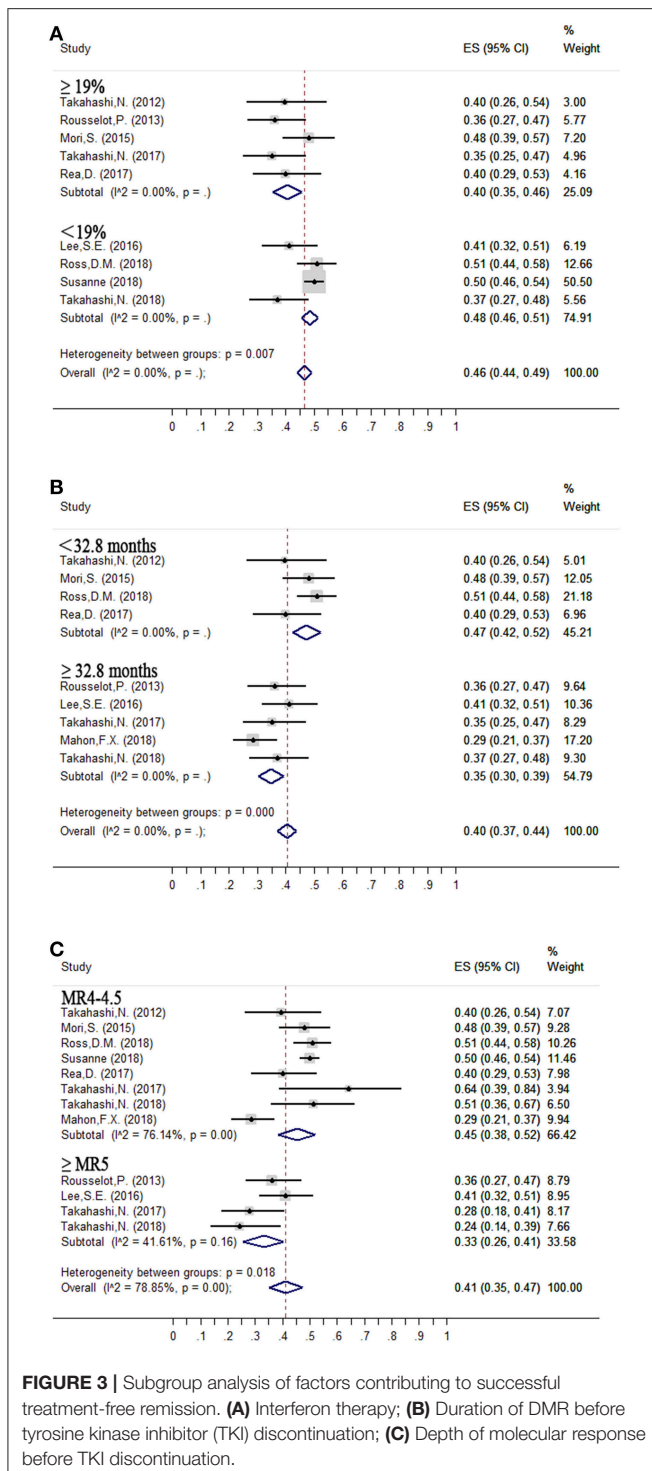 A
%
Study ES (95% CI) Weight
≥ 19%
Takahashi,N. (2012) 0.40 (0.26, 0.54) 3.00
Rousselot,P. (2013) 0.36 (0.27, 0.47) 5.77
Mori,S. (2015) 0.48 (0.39, 0.57) 7.20
Takahashi,N. (2017) 0.35 (0.25, 0.47) 4.96
Rea,D. (2017) 0.40 (0.29, 0.53) 4.16
Subtotal (I^2 = 0.00%, p = .) 0.40 (0.35, 0.46) 25.09
<19%
Lee,S.E. (2016) 0.41 (0.32, 0.51) 6.19
Ross,D.M. (2018) 0.51 (0.44, 0.58) 12.66
Susanne (2018) 0.50 (0.46, 0.54) 50.50
Takahashi,N. (2018) 0.37 (0.27, 0.48) 5.56
Subtotal (I^2 = 0.00%, p = .) 0.48 (0.46, 0.51) 74.91
Heterogeneity between groups: p = 0.007
Overall (I^2 = 0.00%, p = .); 0.46 (0.44, 0.49) 100.00
0 .1 .2 .3 .4 .5 .6 .7 .8 .9 1
B
%
Study ES (95% CI) Weight
<32.8 months
Takahashi,N. (2012) 0.40 (0.26, 0.54) 5.01
Mori,S. (2015) 0.48 (0.39, 0.57) 12.05
Ross,D.M. (2018) 0.51 (0.44, 0.58) 21.18
Rea,D. (2017) 0.40 (0.29, 0.53) 6.96
Subtotal (I^2 = 0.00%, p = .) 0.47 (0.42, 0.52) 45.21
≥ 32.8 months
Rousselot,P. (2013) 0.36 (0.27, 0.47) 9.64
Lee,S.E. (2016) 0.41 (0.32, 0.51) 10.36
Takahashi,N. (2017) 0.35 (0.25, 0.47) 8.29
Mahon,F.X. (2018) 0.29 (0.21, 0.37) 17.20
Takahashi,N. (2018) 0.37 (0.27, 0.48) 9.30
Subtotal (I^2 = 0.00%, p = .) 0.35 (0.30, 0.39) 54.79
Heterogeneity between groups: p = 0.000
Overall (I^2 = 0.00%, p = .); 0.40 (0.37, 0.44) 100.00
0 .1 .2 .3 .4 .5 .6 .7 .8 .9 1
C
%
Study ES (95% CI) Weight
MR4-4.5
Takahashi,N. (2012) 0.40 (0.26, 0.54) 7.07
Mori,S. (2015) 0.48 (0.39, 0.57) 9.28
Ross,D.M. (2018) 0.51 (0.44, 0.58) 10.26
Susanne (2018) 0.50 (0.46, 0.54) 11.46
Rea,D. (2017) 0.40 (0.29, 0.53) 7.98
Takahashi,N. (2017) 0.64 (0.39, 0.84) 3.94
Takahashi,N. (2018) 0.51 (0.36, 0.67) 6.50
Mahon,F.X. (2018) 0.29 (0.21, 0.37) 9.94
Subtotal (I^2 = 76.14%, p = 0.00) 0.45 (0.38, 0.52) 66.42
≥ MR5
Rousselot,P. (2013) 0.36 (0.27, 0.47) 8.79
Lee,S.E. (2016) 0.41 (0.32, 0.51) 8.95
Takahashi,N. (2017) 0.28 (0.18, 0.41) 8.17
Takahashi,N. (2018) 0.24 (0.14, 0.39) 7.66
Subtotal (I^2 = 41.61%, p = 0.16) 0.33 (0.26, 0.41) 33.58
Heterogeneity between groups: p = 0.018
Overall (I^2 = 78.85%, p = 0.00); 0.41 (0.35, 0.47) 100.00
0 .1 .2 .3 .4 .5 .6 .7 .8 .9 1
FIGURE 3 | Subgroup analysis of factors contributing to successful
treatment-free remission. (A) Interferon therapy; (B) Duration of DMR before
tyrosine kinase inhibitor (TKI) discontinuation; (C) Depth of molecular response
before TKI discontinuation.